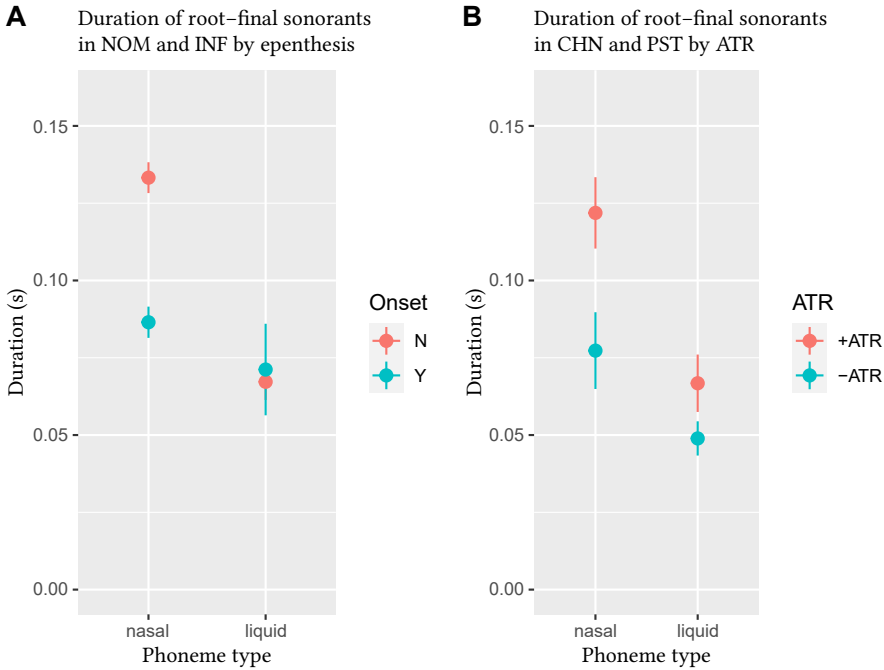 A
Duration of root–final sonorants
in NOM and INF by epenthesis
0.15
0.10
0.05
0.00
Duration (s)
nasal
liquid
Phoneme type
Onset
N
Y
B
Duration of root–final sonorants
in CHN and PST by ATR
0.15
0.10
0.05
0.00
Duration (s)
nasal
liquid
Phoneme type
ATR
+ATR
−ATR